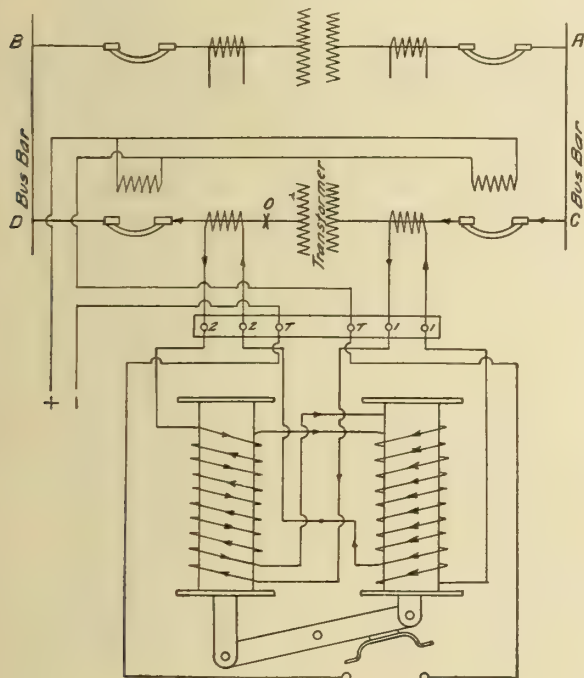 B A
Bus Bar Bus Bar
O
Transformer
D C
2 2 T T 1 1
+ -